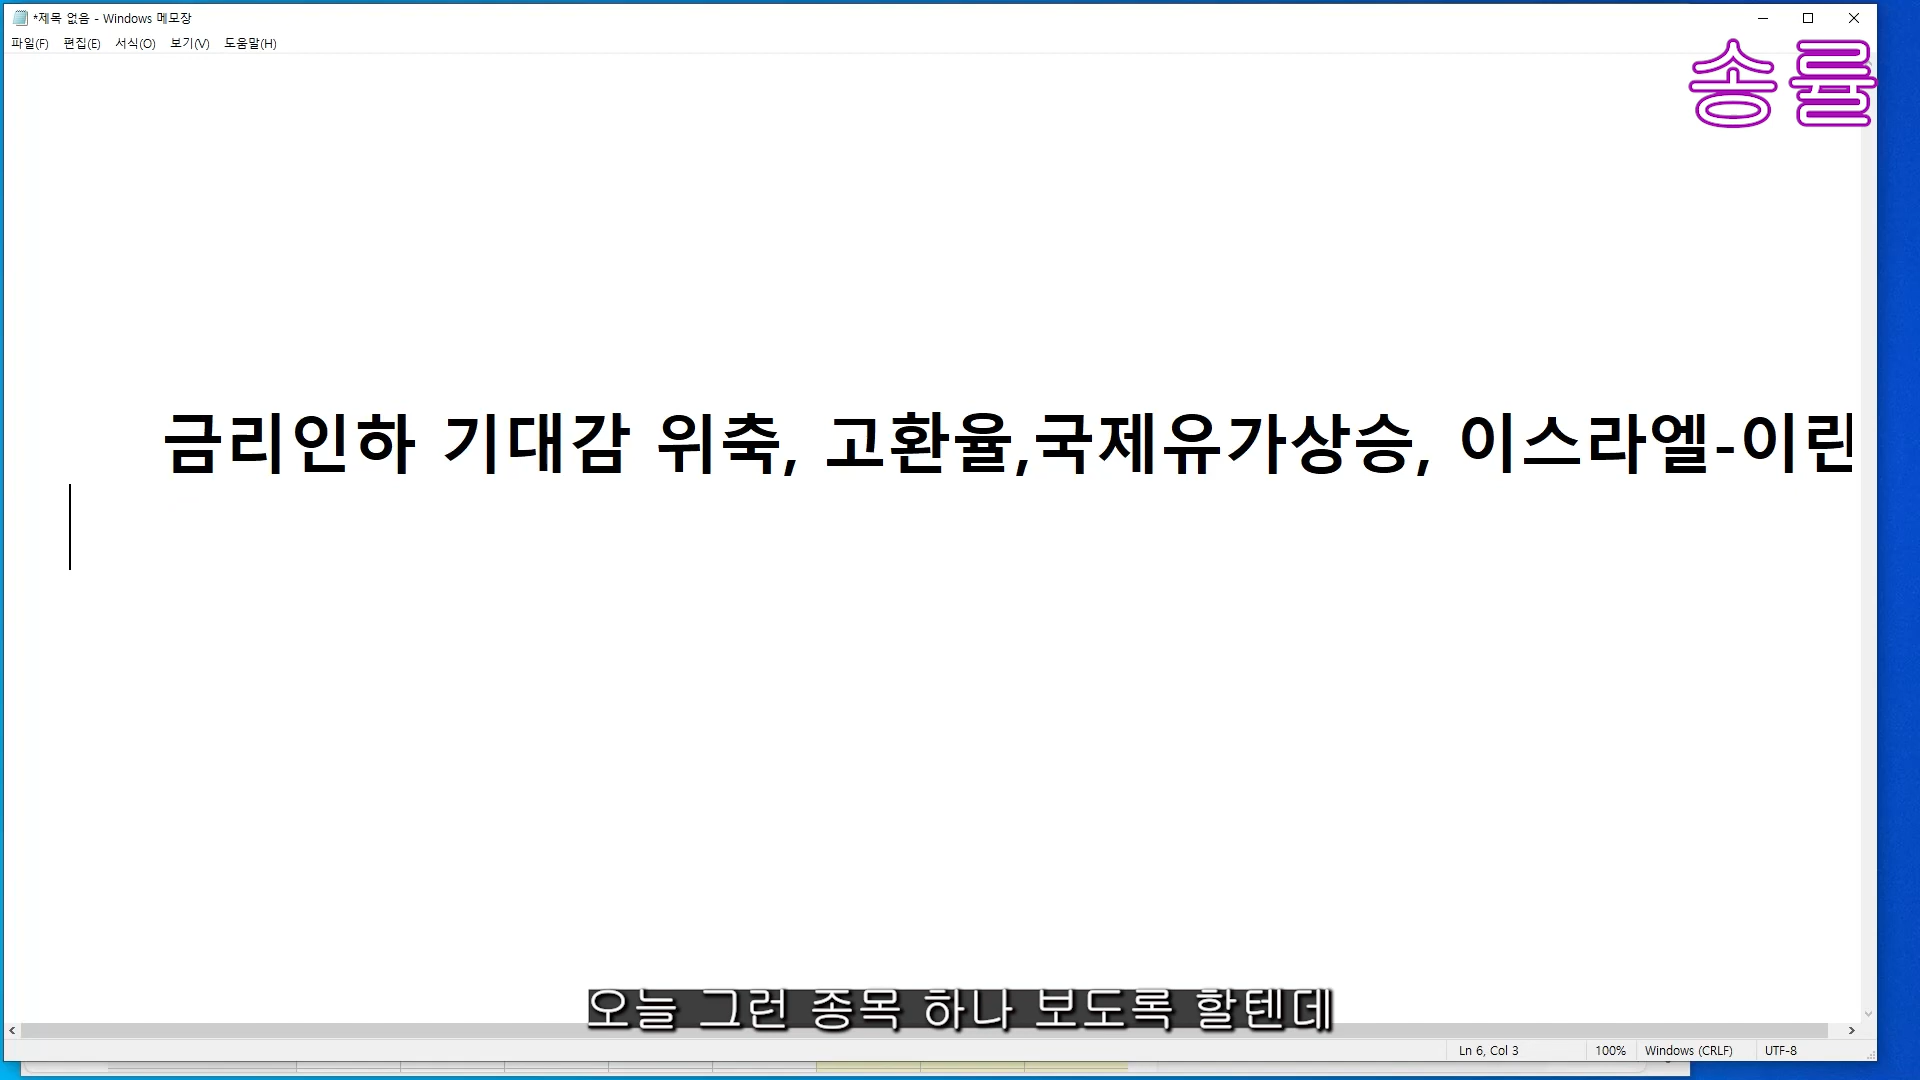 *제목 없음 - Windows 메모장
파일(F) 편집(E) 서식(O) 보기(V) 도움말(H)
송률
금리인하 기대감 위축, 고환율,국제유가상승, 이스라엘-이란
오늘 그런 종목 하나 보도록 할텐데
Ln 6, Col 3 100% Windows (CRLF) UTF-8